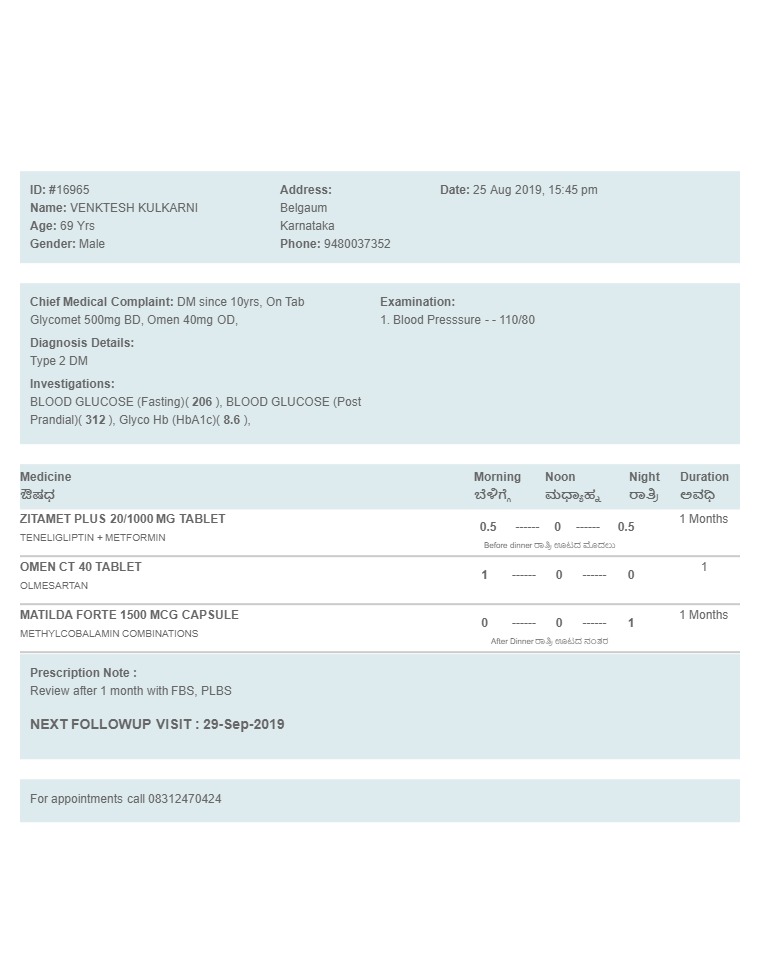 ID: #16965
Name: VENKTESH KULKARNI
Age: 69 Yrs
Gender: Male
Address:
Belgaum
Karnataka
Phone: 9480037352
Date: 25 Aug 2019, 15:45 pm
Chief Medical Complaint: DM since 10yrs, On Tab
Glycomet 500mg BD, Omen 40mg OD,
Diagnosis Details:
Type 2 DM
Investigations:
BLOOD GLUCOSE (Fasting)( 206 ), BLOOD GLUCOSE (Post
Prandial)( 312 ), Glyco Hb (HbA1c)( 8.6 ),
Examination:
1. Blood Presssure - - 110/80
Medicine Morning Noon Night Duration
ಔಷಧ ಬೆಳಿಗ್ಗೆ ಮಧ್ಯಾಹ್ನ ರಾತ್ರಿ ಅವಧಿ
ZITAMET PLUS 20/1000 MG TABLET 0.5 ------ 0 ------ 0.5 1 Months
TENELIGLIPTIN + METFORMIN
Before dinner ರಾತ್ರಿ ಊಟದ ಮೊದಲು
OMEN CT 40 TABLET 1 ------ 0 ------ 0 1
OLMESARTAN
MATILDA FORTE 1500 MCG CAPSULE 0 ------ 0 ------ 1 1 Months
METHYLCOBALAMIN COMBINATIONS
After Dinner ರಾತ್ರಿ ಊಟದ ನಂತರ
Prescription Note :
Review after 1 month with FBS, PLBS
NEXT FOLLOWUP VISIT : 29-Sep-2019
For appointments call 08312470424